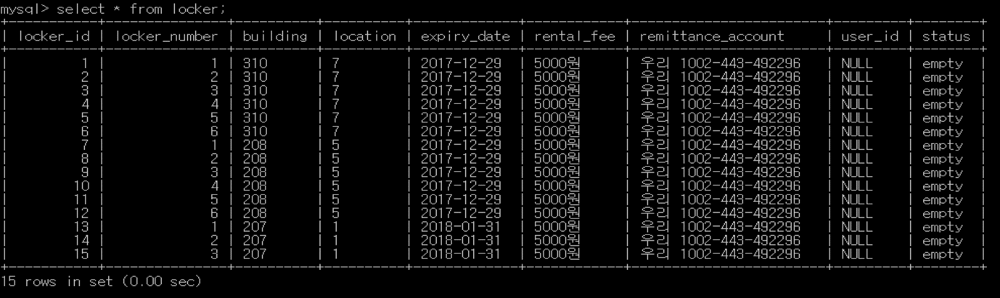 mysql> select * from locker;
+-----------+---------------+----------+----------+-------------+------------+------------------------+---------+--------+
| locker_id | locker_number | building | location | expiry_date | rental_fee | remittance_account | user_id | status |
+-----------+---------------+----------+----------+-------------+------------+------------------------+---------+--------+
| 1 | 1 | 310 | 7 | 2017-12-29 | 5000원 | 우리 1002-443-492296 | NULL | empty |
| 2 | 2 | 310 | 7 | 2017-12-29 | 5000원 | 우리 1002-443-492296 | NULL | empty |
| 3 | 3 | 310 | 7 | 2017-12-29 | 5000원 | 우리 1002-443-492296 | NULL | empty |
| 4 | 4 | 310 | 7 | 2017-12-29 | 5000원 | 우리 1002-443-492296 | NULL | empty |
| 5 | 5 | 310 | 7 | 2017-12-29 | 5000원 | 우리 1002-443-492296 | NULL | empty |
| 6 | 6 | 310 | 7 | 2017-12-29 | 5000원 | 우리 1002-443-492296 | NULL | empty |
| 7 | 1 | 208 | 5 | 2017-12-29 | 5000원 | 우리 1002-443-492296 | NULL | empty |
| 8 | 2 | 208 | 5 | 2017-12-29 | 5000원 | 우리 1002-443-492296 | NULL | empty |
| 9 | 3 | 208 | 5 | 2017-12-29 | 5000원 | 우리 1002-443-492296 | NULL | empty |
| 10 | 4 | 208 | 5 | 2017-12-29 | 5000원 | 우리 1002-443-492296 | NULL | empty |
| 11 | 5 | 208 | 5 | 2017-12-29 | 5000원 | 우리 1002-443-492296 | NULL | empty |
| 12 | 6 | 208 | 5 | 2017-12-29 | 5000원 | 우리 1002-443-492296 | NULL | empty |
| 13 | 1 | 207 | 1 | 2018-01-31 | 5000원 | 우리 1002-443-492296 | NULL | empty |
| 14 | 2 | 207 | 1 | 2018-01-31 | 5000원 | 우리 1002-443-492296 | NULL | empty |
| 15 | 3 | 207 | 1 | 2018-01-31 | 5000원 | 우리 1002-443-492296 | NULL | empty |
+-----------+---------------+----------+----------+-------------+------------+------------------------+---------+--------+
15 rows in set (0.00 sec)